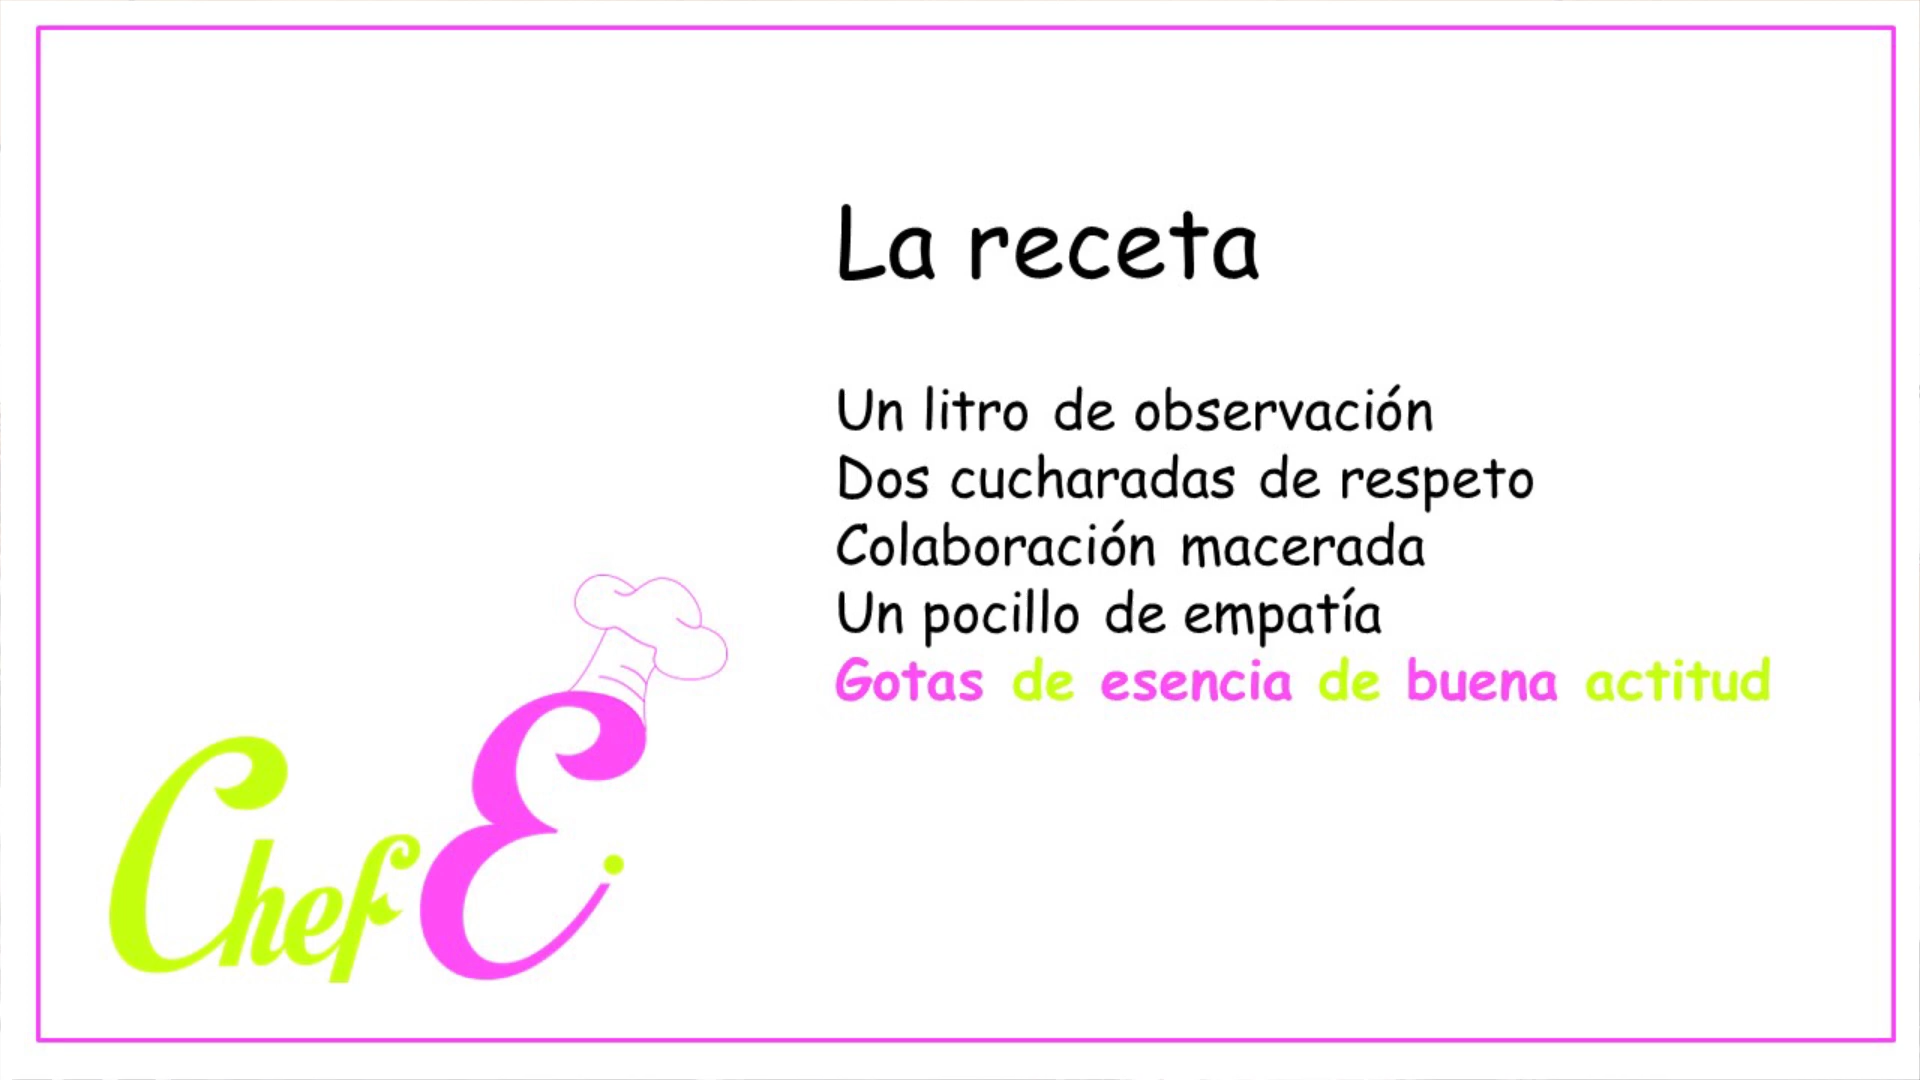 La receta
Un litro de observación
Dos cucharadas de respeto
Colaboración macerada
Un pocillo de empatía
Gotas de esencia de buena actitud
Chef E